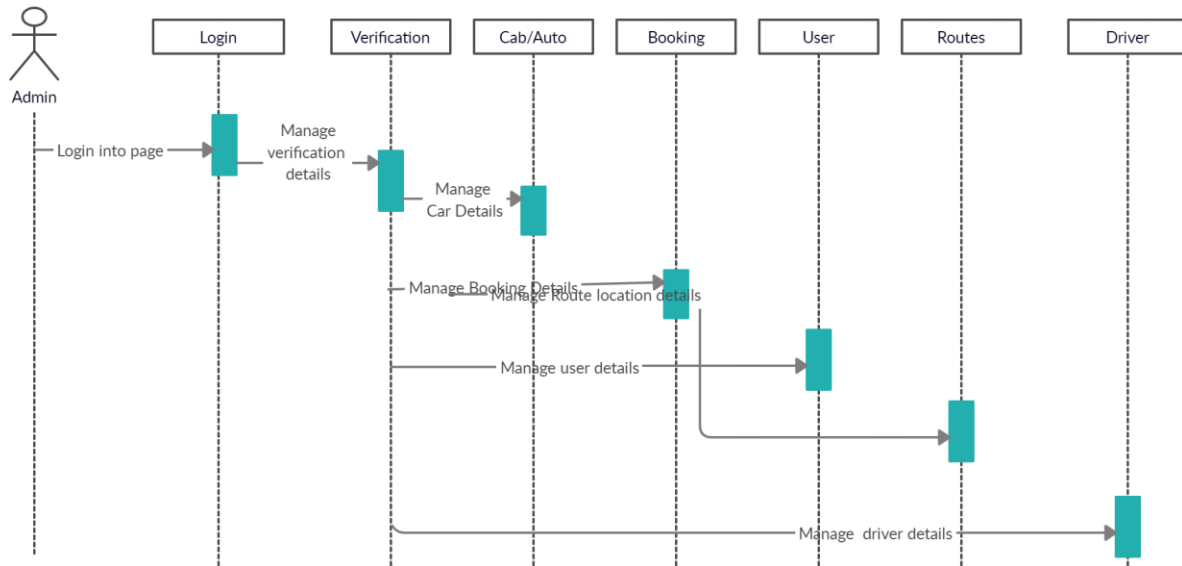 Login
Verification
Cab/Auto
Booking
User
Routes
Driver
Admin
Login into page
Manage
verification
details
Manage
Car Details
Manage Booking Details
Manage Route location details
Manage user details
Manage  driver details